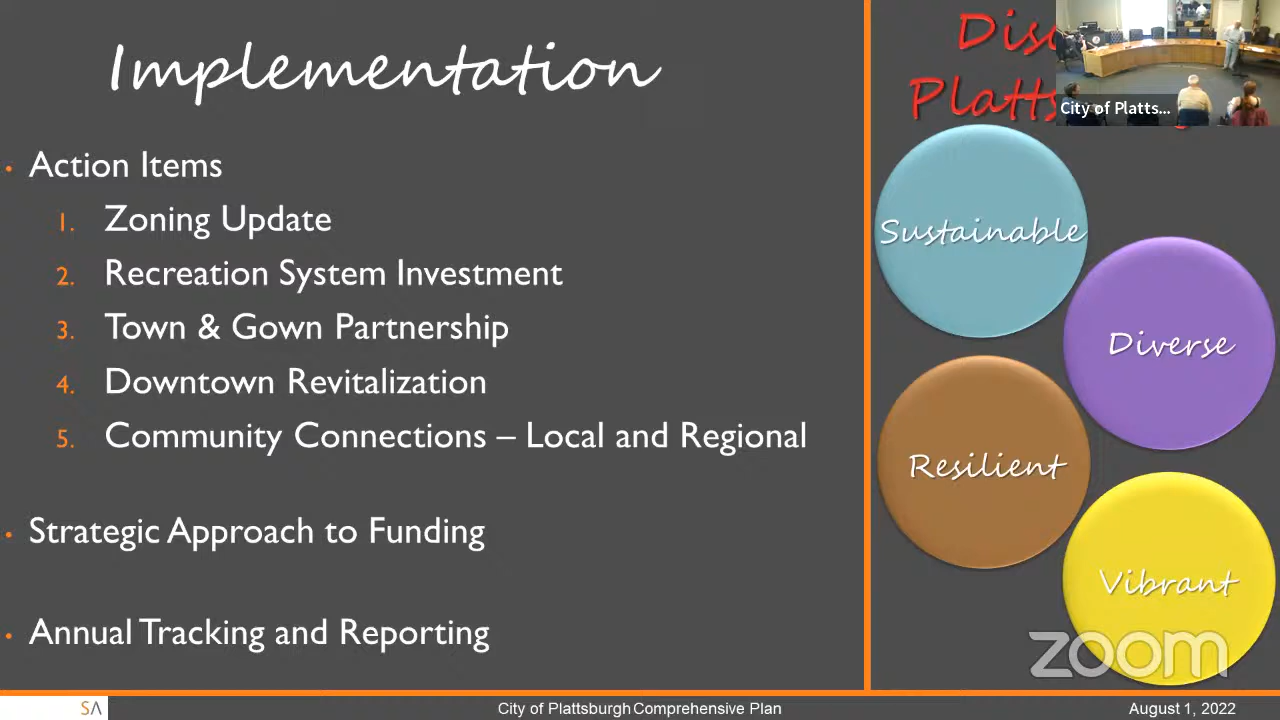 Implementation
• Action Items
1. Zoning Update
2. Recreation System Investment
3. Town & Gown Partnership
4. Downtown Revitalization
5. Community Connections – Local and Regional
• Strategic Approach to Funding
• Annual Tracking and Reporting
City of Platts...
Sustainable
Diverse
Resilient
Vibrant
zoom
SA
City of Plattsburgh Comprehensive Plan
August 1, 2022